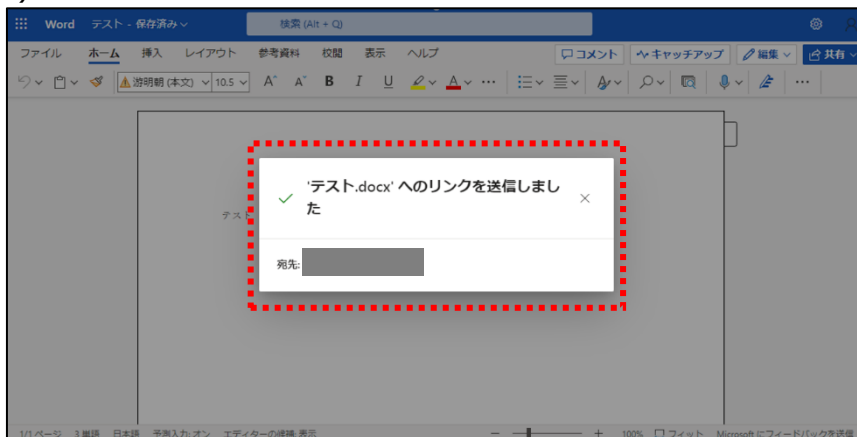 Word テスト - 保存済み 検索 (Alt + Q)
ファイル ホーム 挿入 レイアウト 参考資料 校閲 表示 ヘルプ コメント キャッチアップ 編集 共有
游明朝 (本文) 10.5 A^ A˅ B I U A ...
テスト
'テスト.docx' へのリンクを送信しまし
た
宛先:
1/1 ページ 3 単語 日本語 予測入力: オン エディターの候補: 表示 - + 100% フィット Microsoft にフィードバックを送信